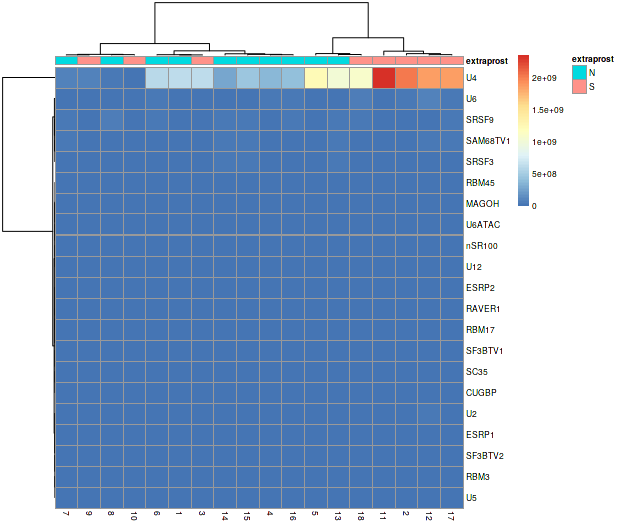 extraprost
U4
U6
SRSF9
SAM68TV1
SRSF3
RBM45
MAGOH
U6ATAC
nSR100
U12
ESRP2
RAVER1
RBM17
SF3BTV1
SC35
CUGBP
U2
ESRP1
SF3BTV2
RBM3
U5
7 9 8 10 6 1 3 14 15 4 16 5 13 18 11 2 12 17
2e+09
1.5e+09
1e+09
5e+08
0
extraprost
N
S